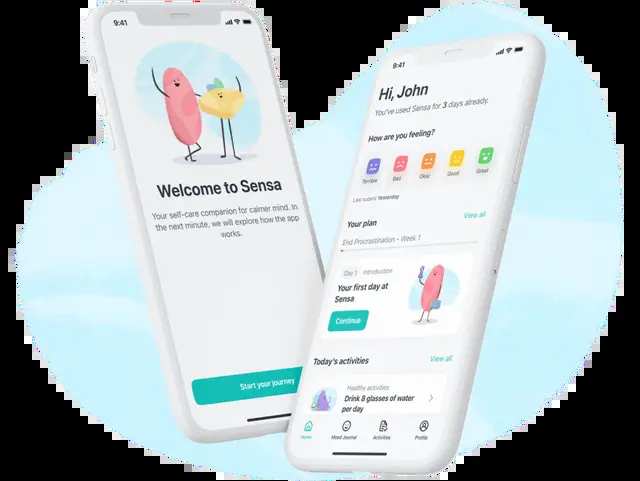 9:41
Welcome to Sensa
Your self-care companion for calmer mind. In
the next minute, we will explore how the app
works.
Start your journey
9:41
Hi, John
You've used Sensa for 3 days already.
How are you feeling?
Terrible
Bad
Okay
Good
Great
Last submit Yesterday
Your plan
View all
End Procrastination • Week 1
Day 1 Introduction
Your first day at
Sensa
Continue
Today's activities
View all
Healthy activities
Drink 8 glasses of water
per day
Home
Mood Journal
Activities
Profile